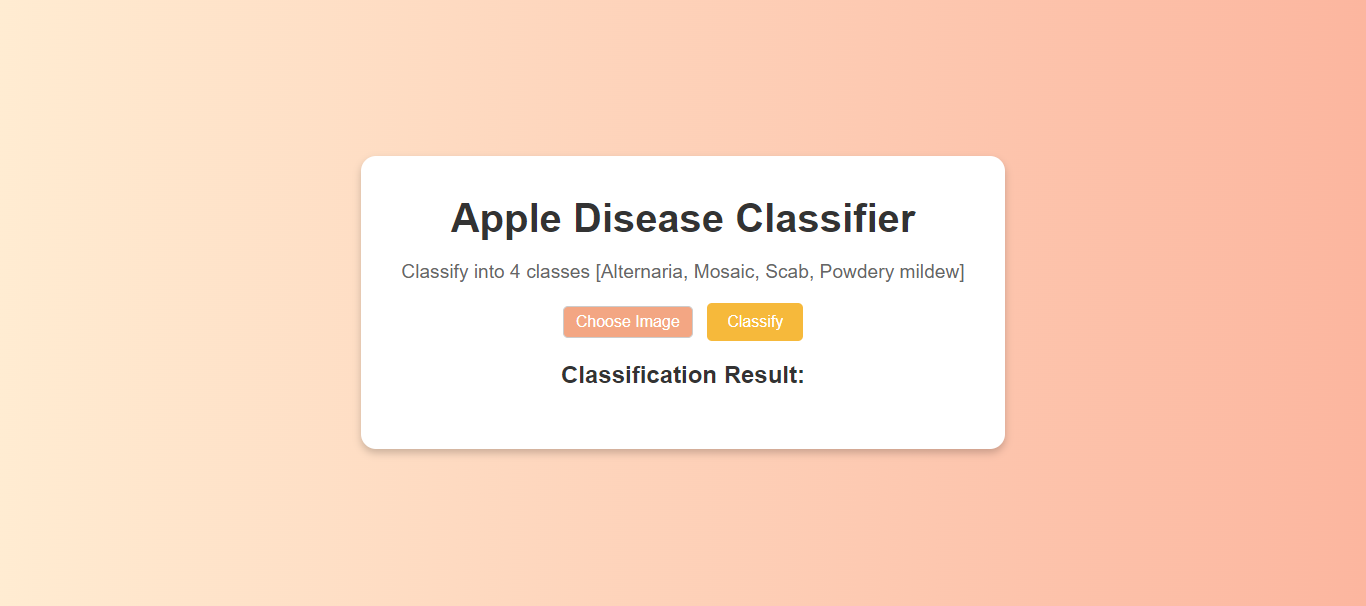 Apple Disease Classifier
Classify into 4 classes [Alternaria, Mosaic, Scab, Powdery mildew]
Choose Image Classify
Classification Result: